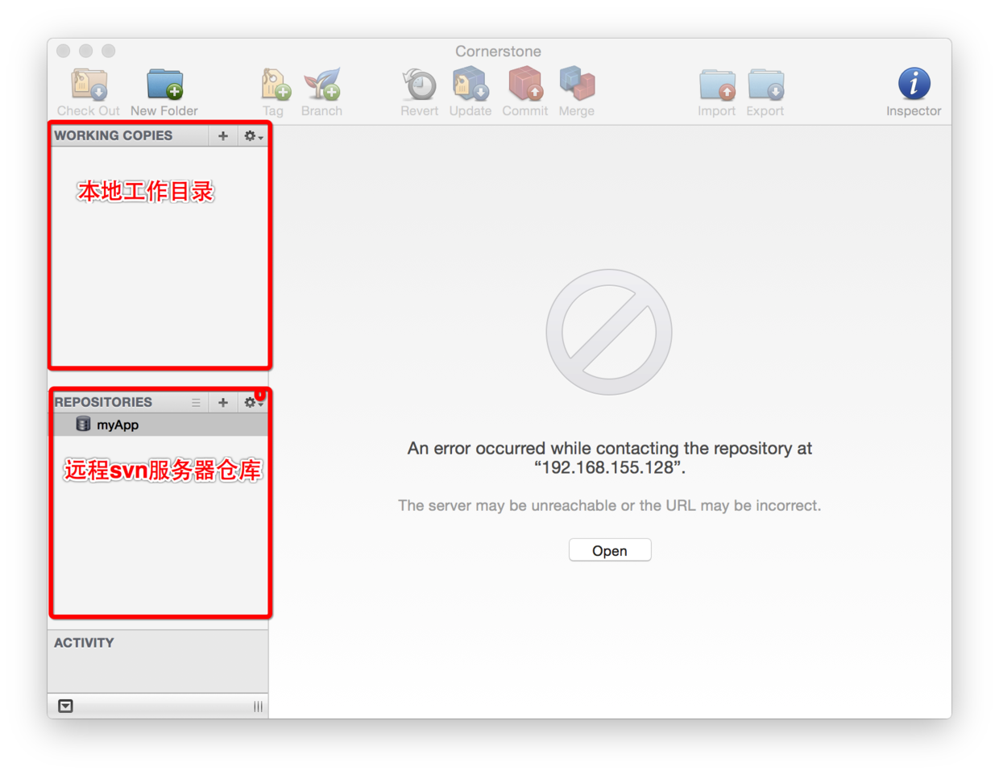 Cornerstone
Check Out New Folder Tag Branch Revert Update Commit Merge Import Export Inspector
WORKING COPIES
本地工作目录
REPOSITORIES
myApp
远程svn服务器仓库
ACTIVITY
An error occurred while contacting the repository at
“192.168.155.128”.
The server may be unreachable or the URL may be incorrect.
Open